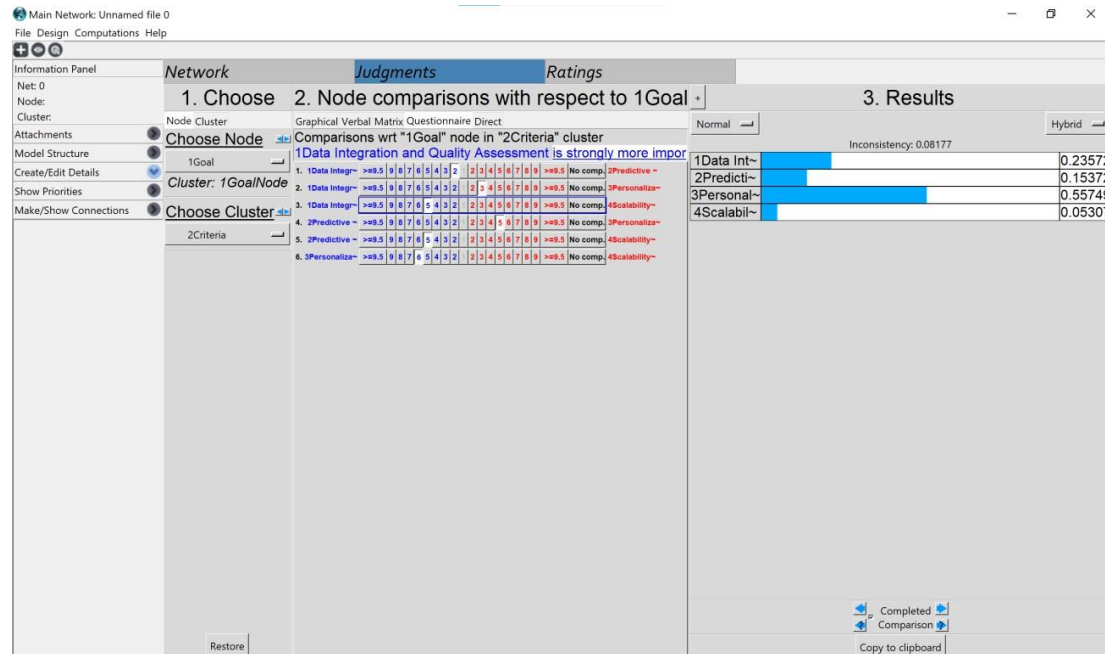 Main Network: Unnamed file 0
File Design Computations Help
Information Panel
Net: 0
Node:
Cluster:
Attachments
Model Structure
Create/Edit Details
Show Priorities
Make/Show Connections
Network Judgments Ratings
1. Choose
Node Cluster
Choose Node
1Goal
Cluster: 1GoalNode
Choose Cluster
2Criteria
Restore
2. Node comparisons with respect to 1Goal
Graphical Verbal Matrix Questionnaire Direct
Comparisons wrt "1Goal" node in "2Criteria" cluster
1Data Integration and Quality Assessment is strongly more impor
1. 1Data Integr~ >=9.5 9 8 7 6 5 4 3 2 2 3 4 5 6 7 8 9 >=9.5 No comp. 2Predictive ~
2. 1Data Integr~ >=9.5 9 8 7 6 5 4 3 2 2 3 4 5 6 7 8 9 >=9.5 No comp. 3Personaliza~
3. 1Data Integr~ >=9.5 9 8 7 6 5 4 3 2 2 3 4 5 6 7 8 9 >=9.5 No comp. 4Scalability~
4. 2Predictive ~ >=9.5 9 8 7 6 5 4 3 2 2 3 4 5 6 7 8 9 >=9.5 No comp. 3Personaliza~
5. 2Predictive ~ >=9.5 9 8 7 6 5 4 3 2 2 3 4 5 6 7 8 9 >=9.5 No comp. 4Scalability~
6. 3Personaliza~ >=9.5 9 8 7 6 5 4 3 2 2 3 4 5 6 7 8 9 >=9.5 No comp. 4Scalability~
+ 3. Results
Normal Hybrid
Inconsistency: 0.08177
1Data Int~ 0.23572
2Predicti~ 0.15372
3Personal~ 0.55749
4Scalabil~ 0.05307
Completed
Comparison
Copy to clipboard